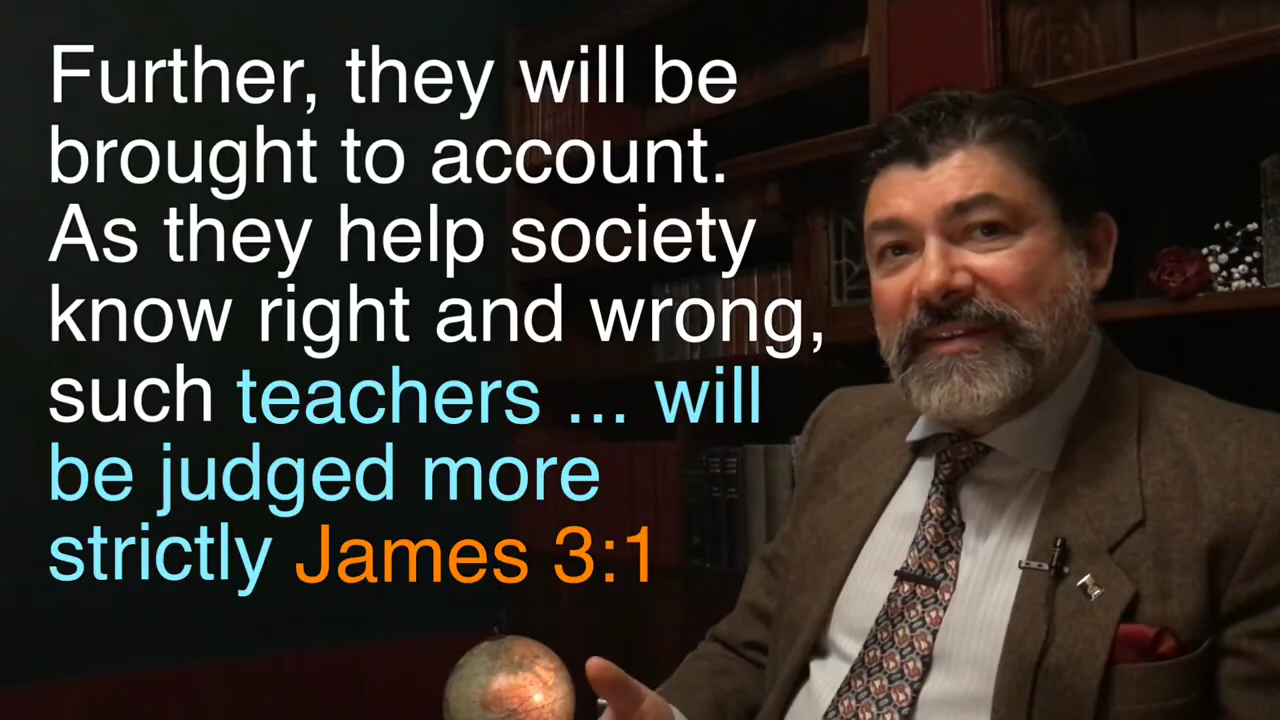 Further, they will be
brought to account.
As they help society
know right and wrong,
such teachers ... will
be judged more
strictly James 3:1